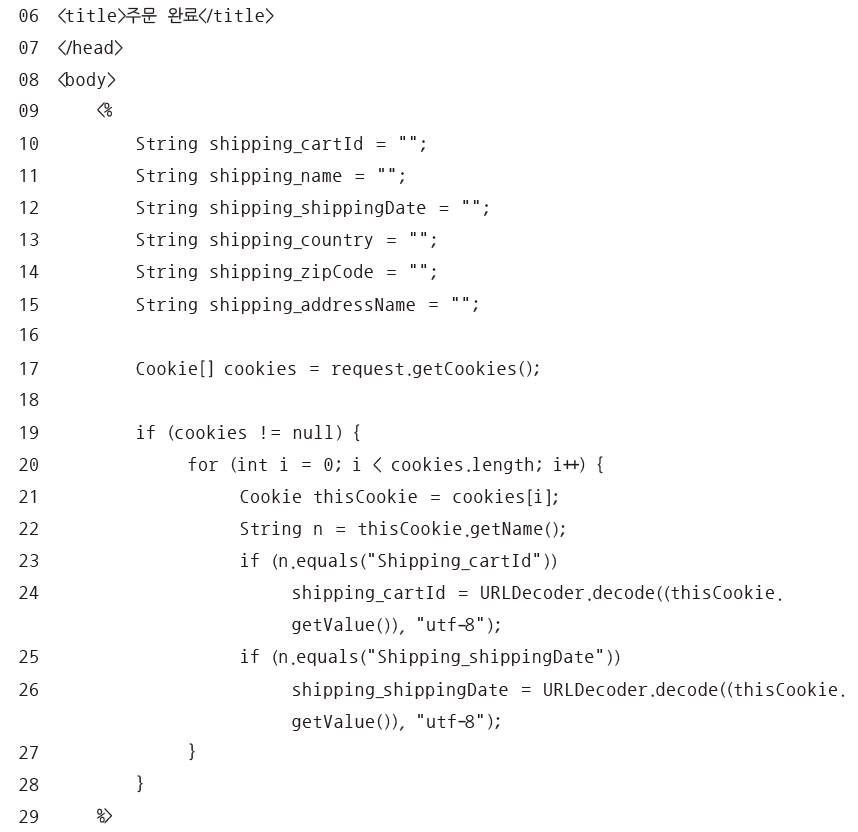 06 <title>주문 완료</title>
07 </head>
08 <body>
09 <%
10 String shipping_cartId = "";
11 String shipping_name = "";
12 String shipping_shippingDate = "";
13 String shipping_country = "";
14 String shipping_zipCode = "";
15 String shipping_addressName = "";
16
17 Cookie[] cookies = request.getCookies();
18
19 if (cookies != null) {
20 for (int i = 0; i < cookies.length; i++) {
21 Cookie thisCookie = cookies[i];
22 String n = thisCookie.getName();
23 if (n.equals("Shipping_cartId"))
24 shipping_cartId = URLDecoder.decode((thisCookie.
getValue()), "utf-8");
25 if (n.equals("Shipping_shippingDate"))
26 shipping_shippingDate = URLDecoder.decode((thisCookie.
getValue()), "utf-8");
27 }
28 }
29 %>